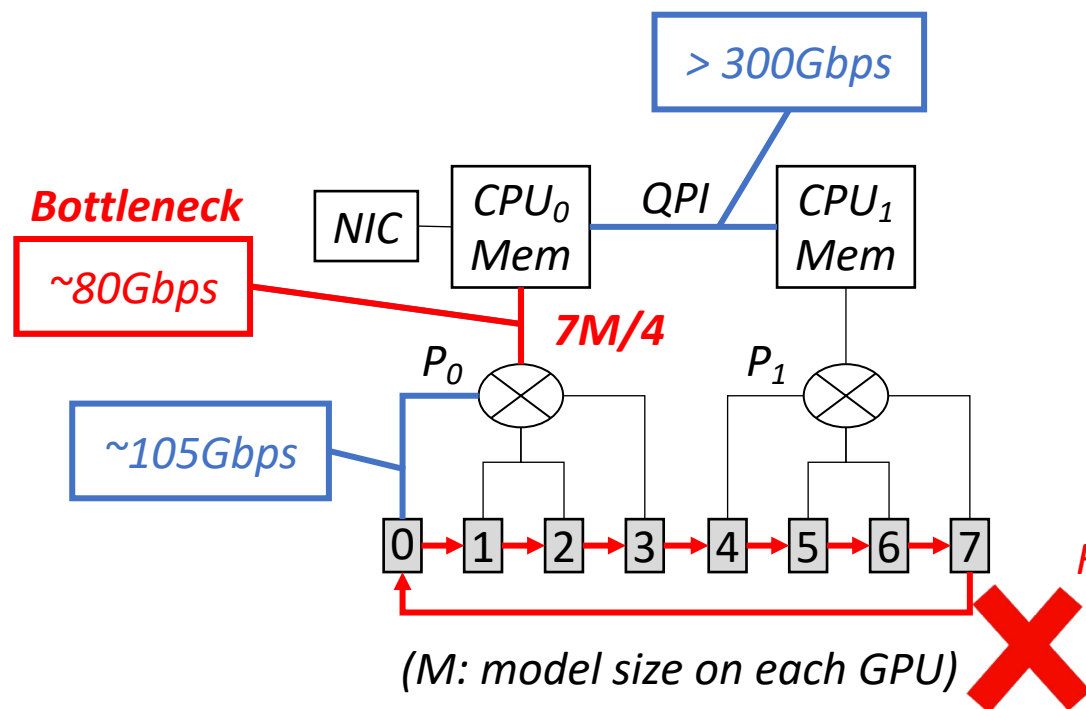 > 300Gbps
Bottleneck
~80Gbps
NIC
CPU0
Mem
QPI
CPU1
Mem
7M/4
P0
P1
~105Gbps
0 1 2 3 4 5 6 7
(M: model size on each GPU)